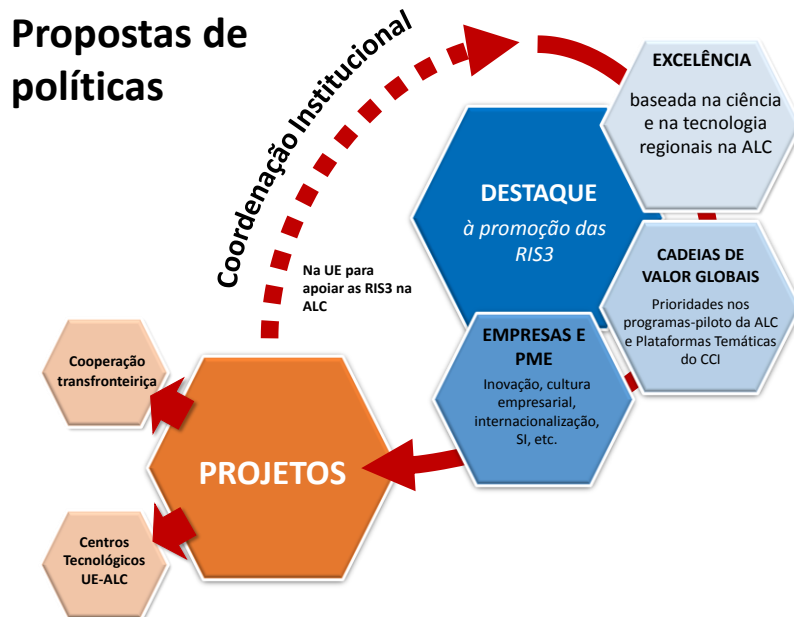 Propostas de
políticas
Coordenação Institucional
Na UE para
apoiar as RIS3 na
ALC
EXCELÊNCIA
baseada na ciência
e na tecnologia
regionais na ALC
DESTAQUE
à promoção das
RIS3
CADEIAS DE
VALOR GLOBAIS
Prioridades nos
programas-piloto da ALC
e Plataformas Temáticas
do CCI
EMPRESAS E
PME
Inovação, cultura
empresarial,
internacionalização,
SI, etc.
PROJETOS
Cooperação
transfronteiriça
Centros
Tecnológicos
UE-ALC